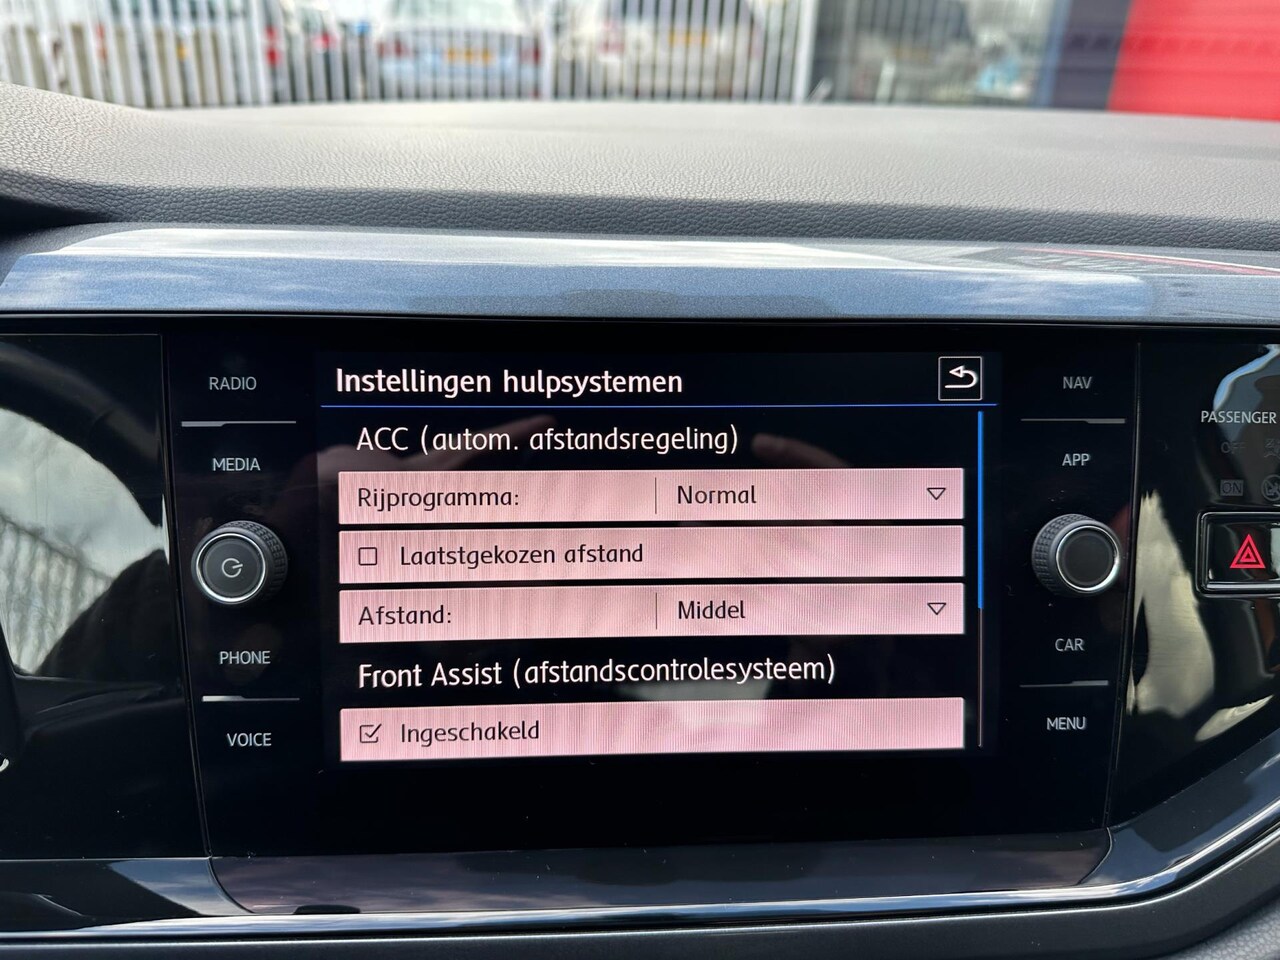 RADIO
MEDIA
PHONE
VOICE
Instellingen hulpsystemen
ACC (autom. afstandsregeling)
Rijprogramma: Normal
Laatstgekozen afstand
Afstand: Middel
Front Assist (afstandscontrolesysteem)
Ingeschakeld
NAV
APP
CAR
MENU
PASSENGER
ON